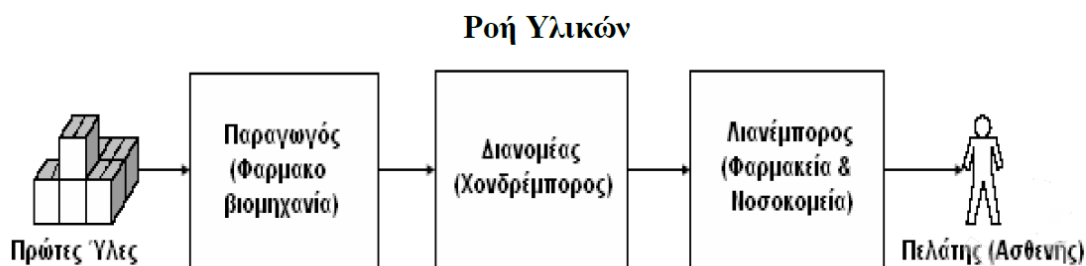 Ροή Υλικών
Πρώτες Ύλες
Παραγωγός
(Φαρμακο
βιομηχανία)
Διανομέας
(Χονδρέμπορος)
Λιανέμπορος
(Φαρμακεία &
Νοσοκομεία)
Πελάτης (Ασθενής)